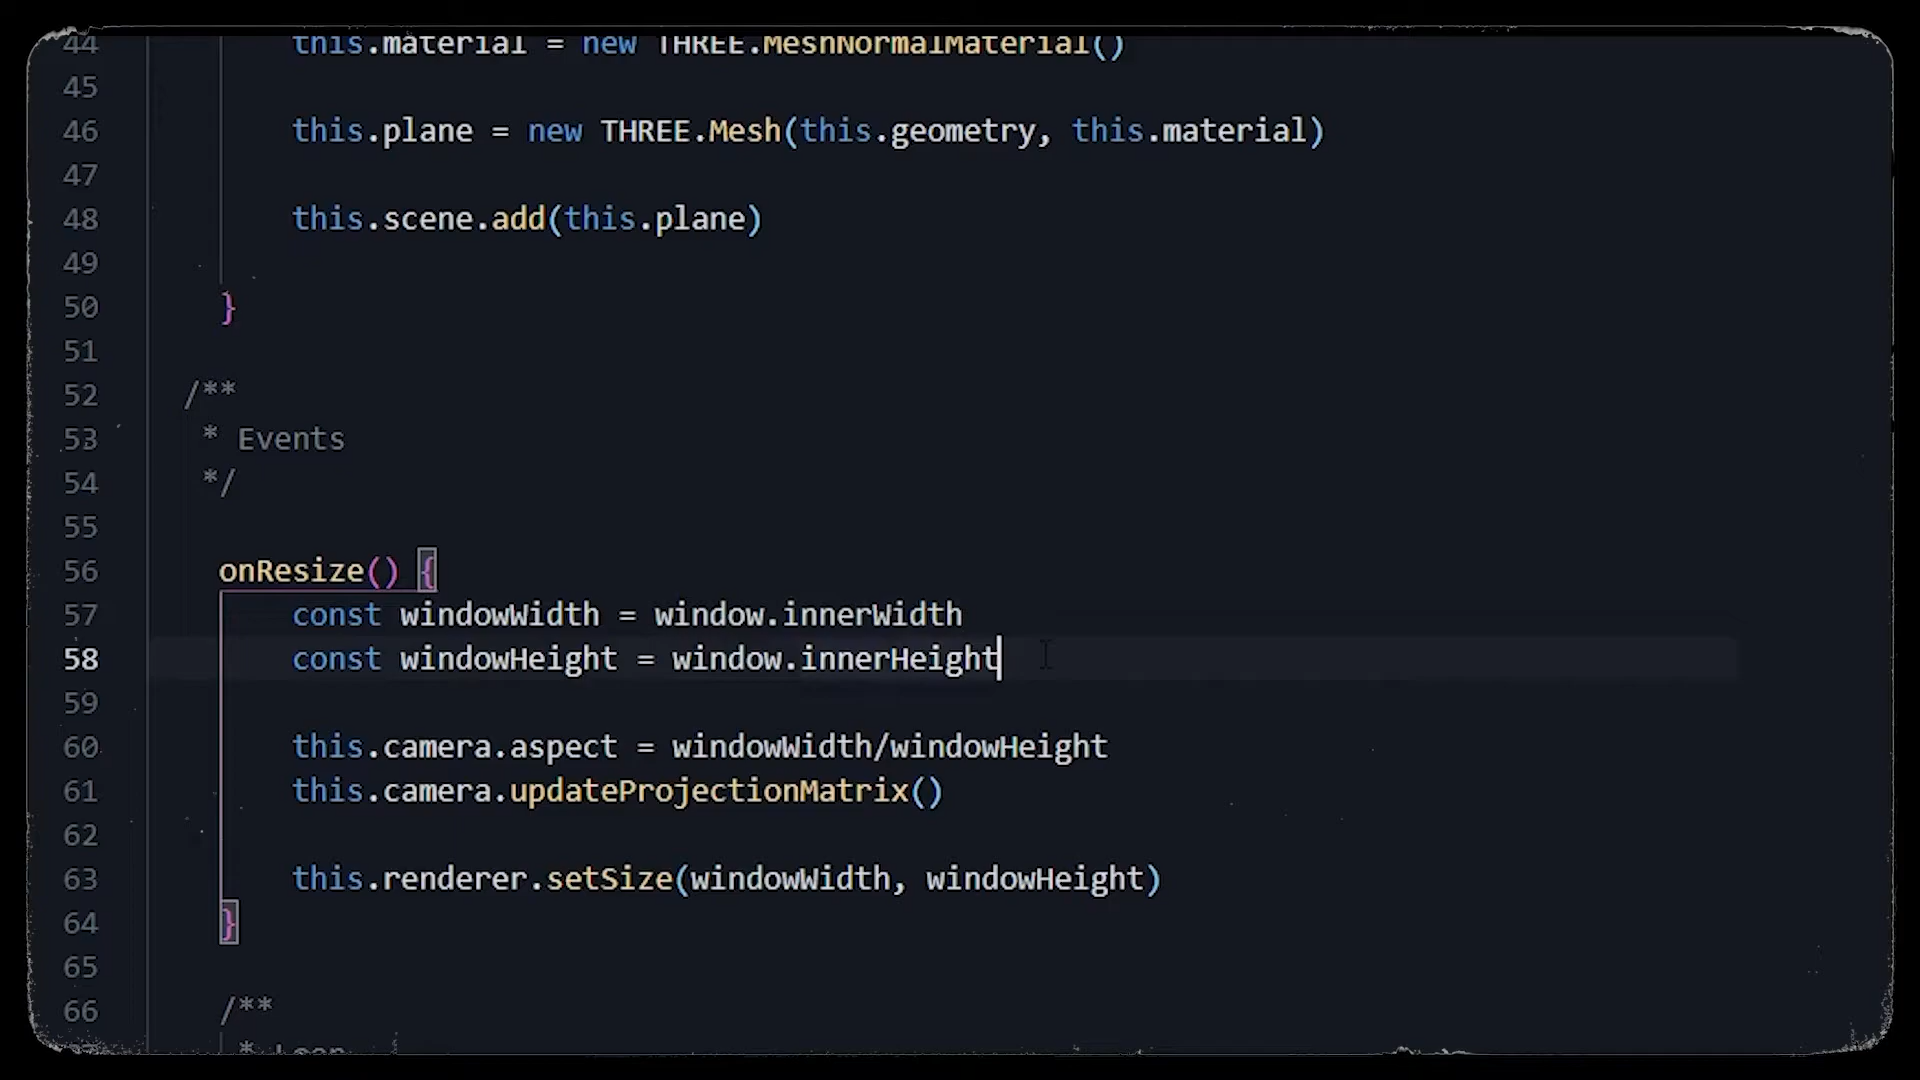 44 this.material = new THREE.MeshNormalMaterial()
45
46 this.plane = new THREE.Mesh(this.geometry, this.material)
47
48 this.scene.add(this.plane)
49
50 }
51
52 /**
53 * Events
54 */
55
56 onResize() {
57 const windowWidth = window.innerWidth
58 const windowHeight = window.innerHeight
59
60 this.camera.aspect = windowWidth/windowHeight
61 this.camera.updateProjectionMatrix()
62
63 this.renderer.setSize(windowWidth, windowHeight)
64 }
65
66 /**
* Loop